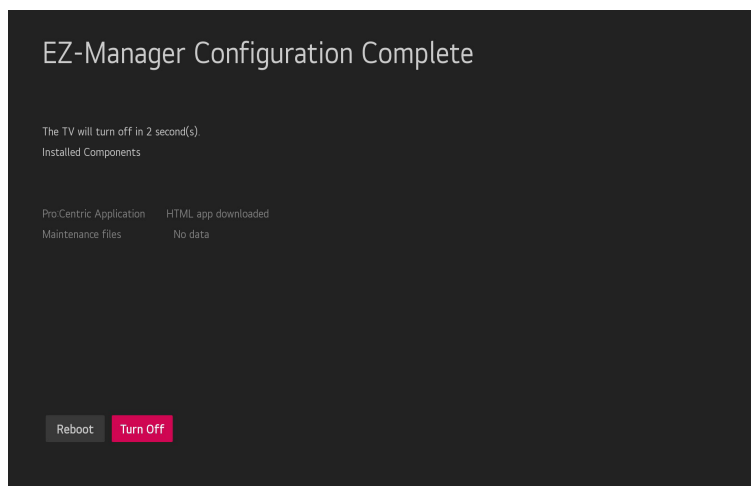 EZ-Manager Configuration Complete
The TV will turn off in 2 second(s).
Installed Components
Pro:Centric Application HTML app downloaded
Maintenance files No data
Reboot Turn Off